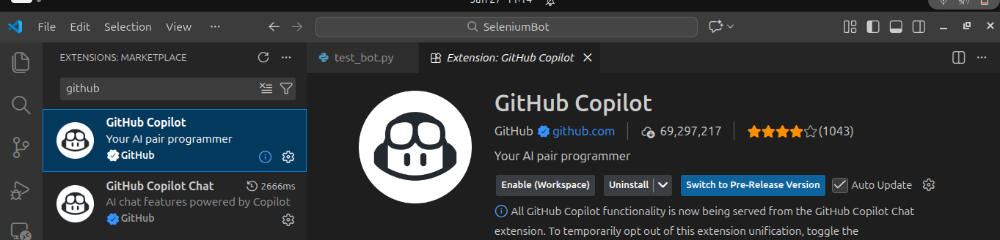 File Edit Selection View ... SeleniumBot
EXTENSIONS: MARKETPLACE
github
GitHub Copilot
Your AI pair programmer
GitHub
GitHub Copilot Chat 2666ms
AI chat features powered by Copilot
GitHub
test_bot.py Extension: GitHub Copilot
GitHub Copilot
GitHub github.com 69,297,217 (1043)
Your AI pair programmer
Enable (Workspace) Uninstall Switch to Pre-Release Version Auto Update
All GitHub Copilot functionality is now being served from the GitHub Copilot Chat
extension. To temporarily opt out of this extension unification, toggle the